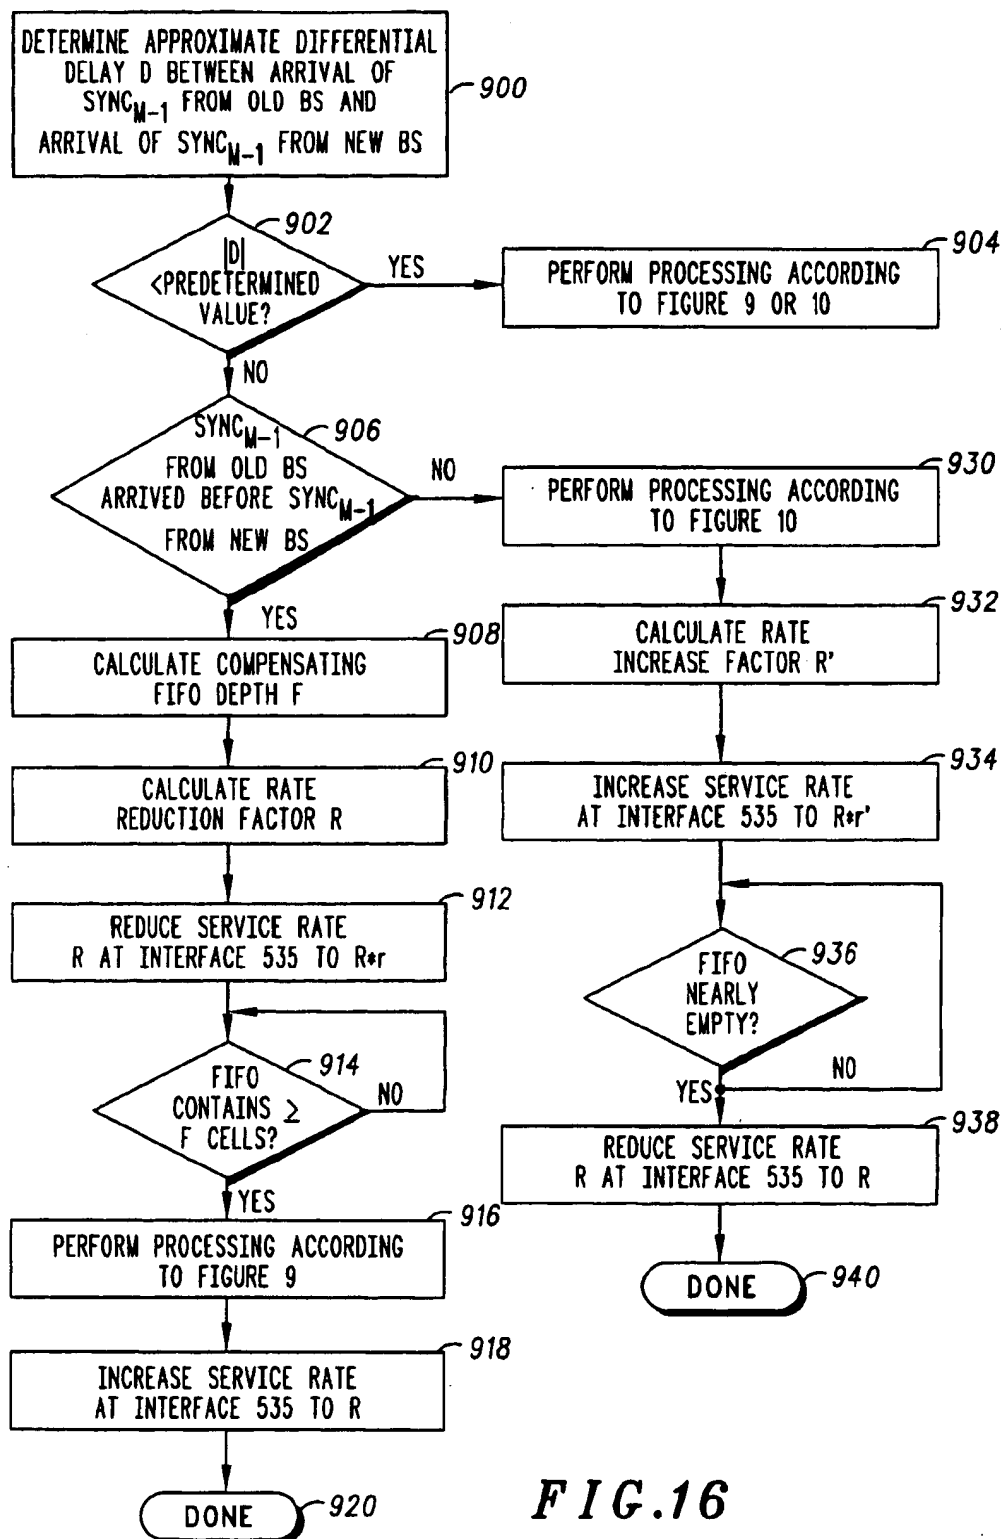 DETERMINE APPROXIMATE DIFFERENTIAL
DELAY D BETWEEN ARRIVAL OF
SYNC_{M-1} FROM OLD BS AND
ARRIVAL OF SYNC_{M-1} FROM NEW BS
900
902
|D|
<PREDETERMINED
VALUE?
YES
904
PERFORM PROCESSING ACCORDING
TO FIGURE 9 OR 10
NO
906
SYNC_{M-1}
FROM OLD BS
ARRIVED BEFORE SYNC_{M-1}
FROM NEW BS
NO
930
PERFORM PROCESSING ACCORDING
TO FIGURE 10
YES
908
CALCULATE COMPENSATING
FIFO DEPTH F
932
CALCULATE RATE
INCREASE FACTOR R'
910
CALCULATE RATE
REDUCTION FACTOR R
934
INCREASE SERVICE RATE
AT INTERFACE 535 TO R*r'
912
REDUCE SERVICE RATE
R AT INTERFACE 535 TO R*r
936
FIFO
NEARLY
EMPTY?
NO
YES
914
FIFO
CONTAINS ≥
F CELLS?
NO
YES
938
REDUCE SERVICE RATE
R AT INTERFACE 535 TO R
916
PERFORM PROCESSING ACCORDING
TO FIGURE 9
DONE
940
918
INCREASE SERVICE RATE
AT INTERFACE 535 TO R
DONE
920
FIG.16